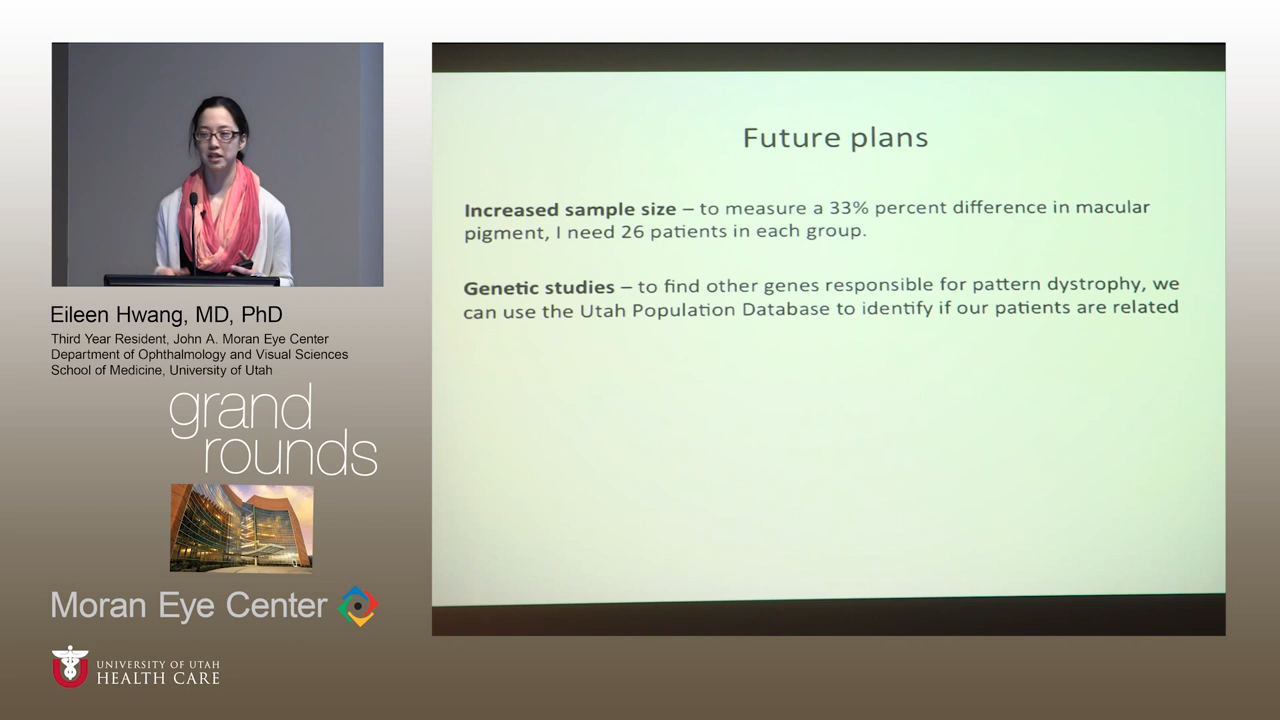 Eileen Hwang, MD, PhD
Third Year Resident, John A. Moran Eye Center
Department of Ophthalmology and Visual Sciences
School of Medicine, University of Utah
grand
rounds
Moran Eye Center
UNIVERSITY OF UTAH
HEALTH CARE
Future plans
Increased sample size – to measure a 33% percent difference in macular
pigment, I need 26 patients in each group.
Genetic studies – to find other genes responsible for pattern dystrophy, we
can use the Utah Population Database to identify if our patients are related